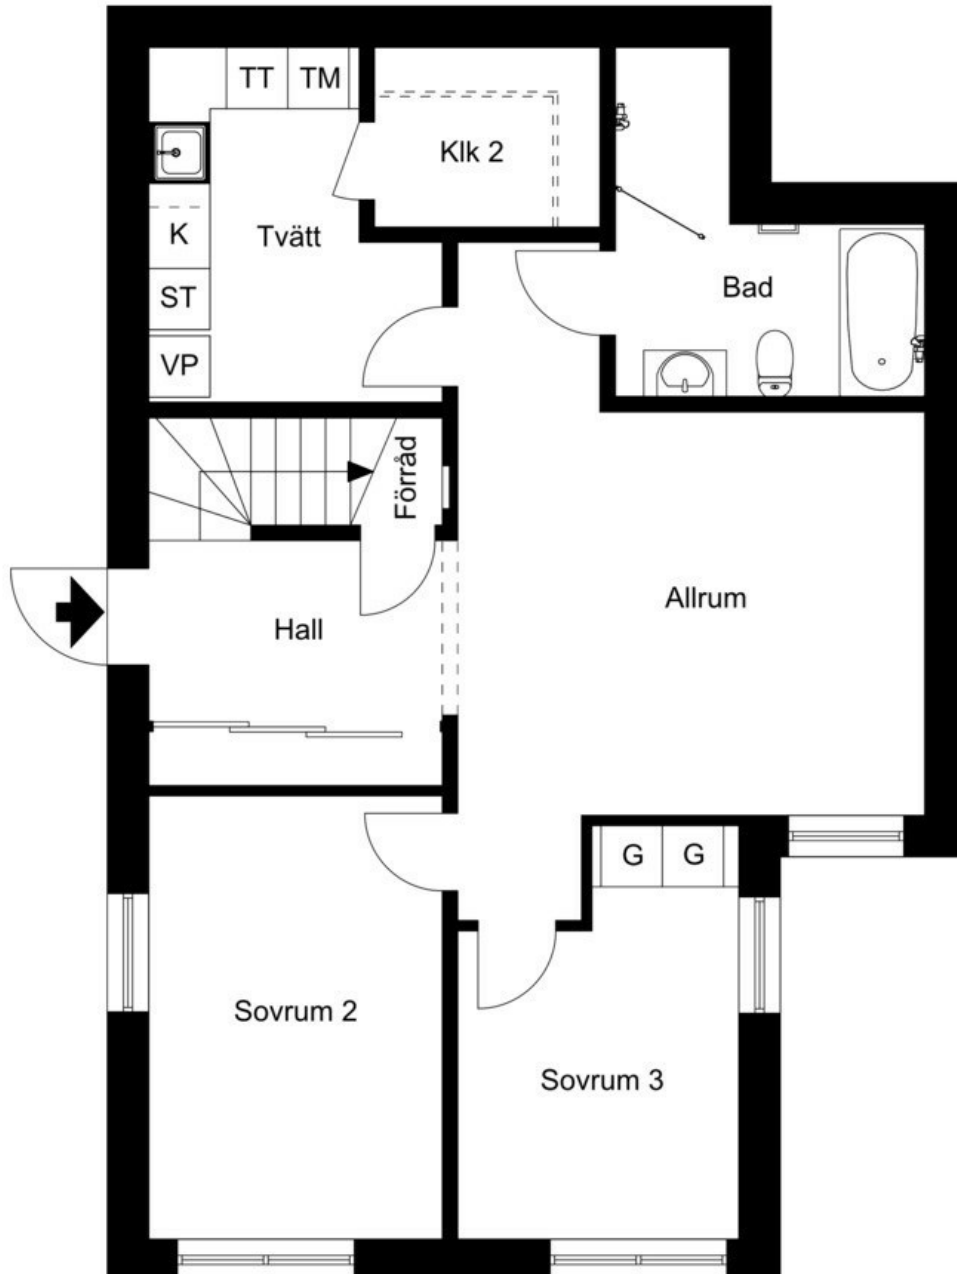 TT TM
Klk 2
K
Tvätt
ST
Bad
VP
Förråd
Allrum
Hall
G G
Sovrum 2
Sovrum 3